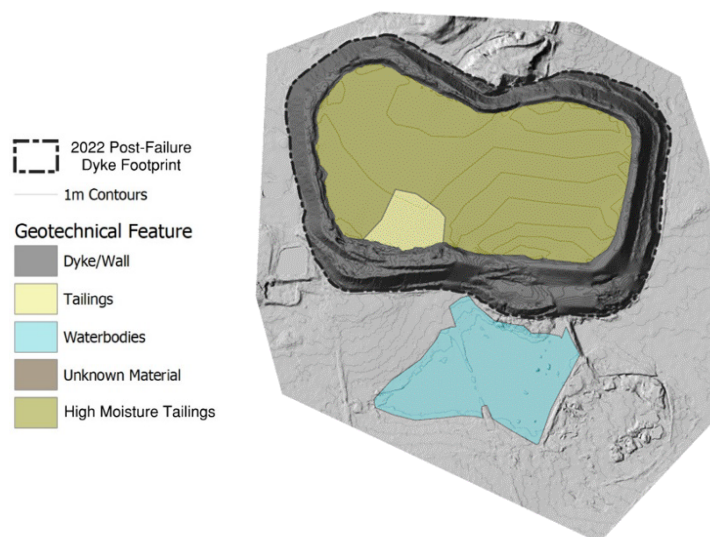 2022 Post-Failure
Dyke Footprint
1m Contours
Geotechnical Feature
Dyke/Wall
Tailings
Waterbodies
Unknown Material
High Moisture Tailings